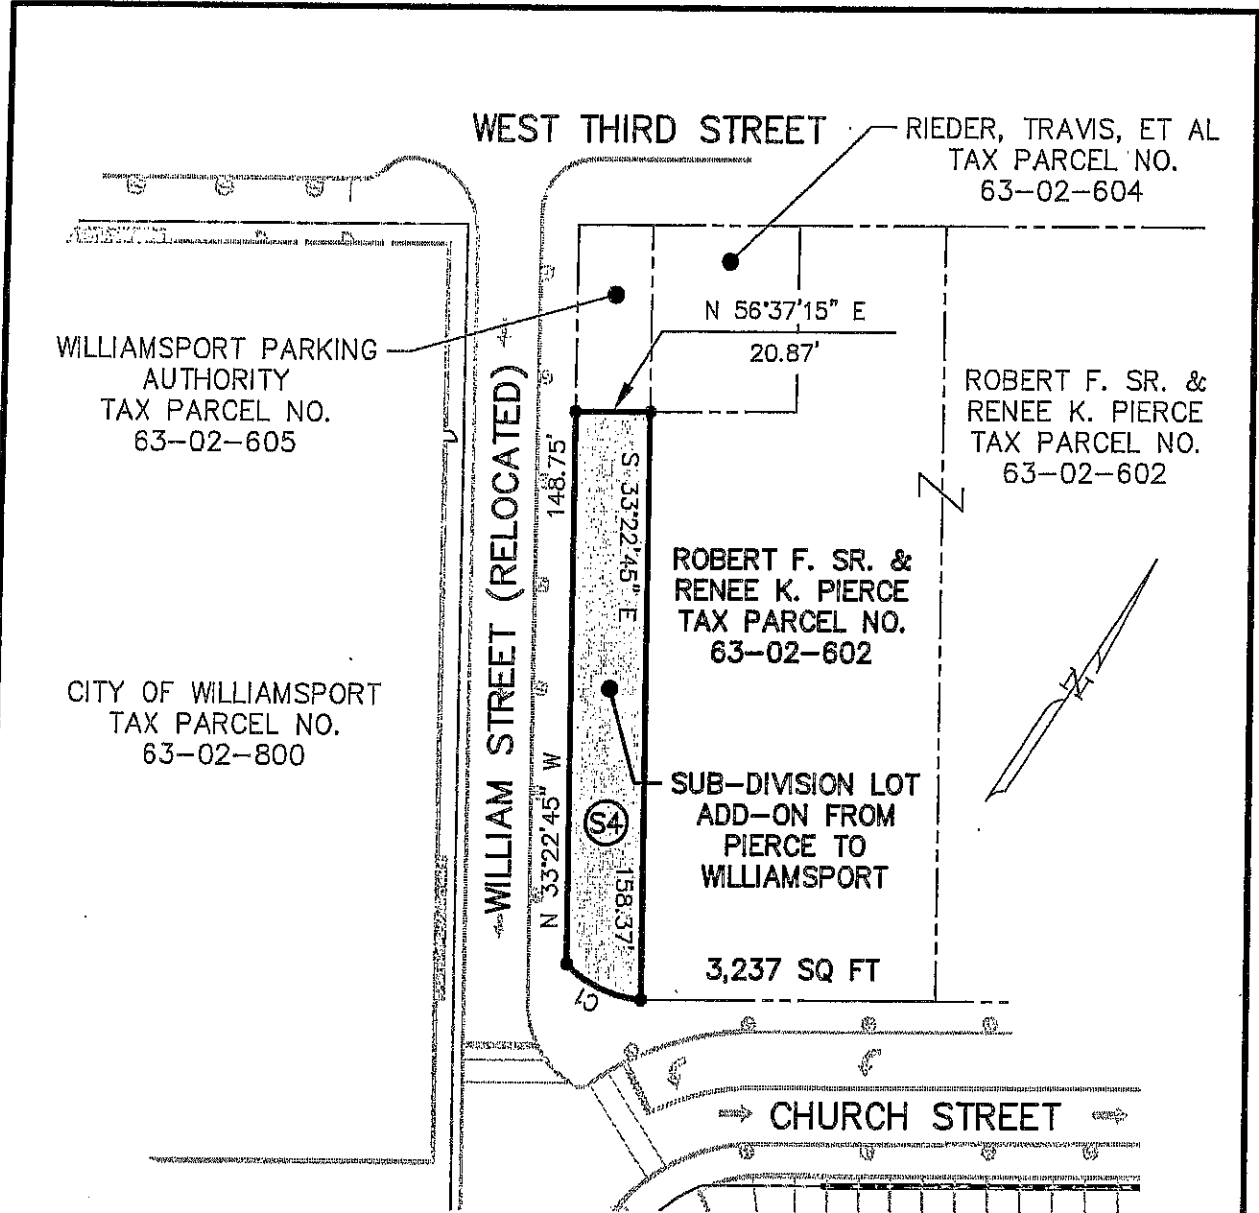 WEST THIRD STREET
RIEDER, TRAVIS, ET AL
TAX PARCEL NO.
63-02-604
N 56°37'15" E
20.87'
WILLIAMSPORT PARKING
AUTHORITY
TAX PARCEL NO.
63-02-605
ROBERT F. SR. &
RENEE K. PIERCE
TAX PARCEL NO.
63-02-602
148.75'
N 33°22'45" W
S 33°22'45" E
158.37'
WILLIAM STREET (RELOCATED)
ROBERT F. SR. &
RENEE K. PIERCE
TAX PARCEL NO.
63-02-602
N
CITY OF WILLIAMSPORT
TAX PARCEL NO.
63-02-800
SUB-DIVISION LOT
ADD-ON FROM
PIERCE TO
WILLIAMSPORT
S4
3,237 SQ FT
C1
CHURCH STREET